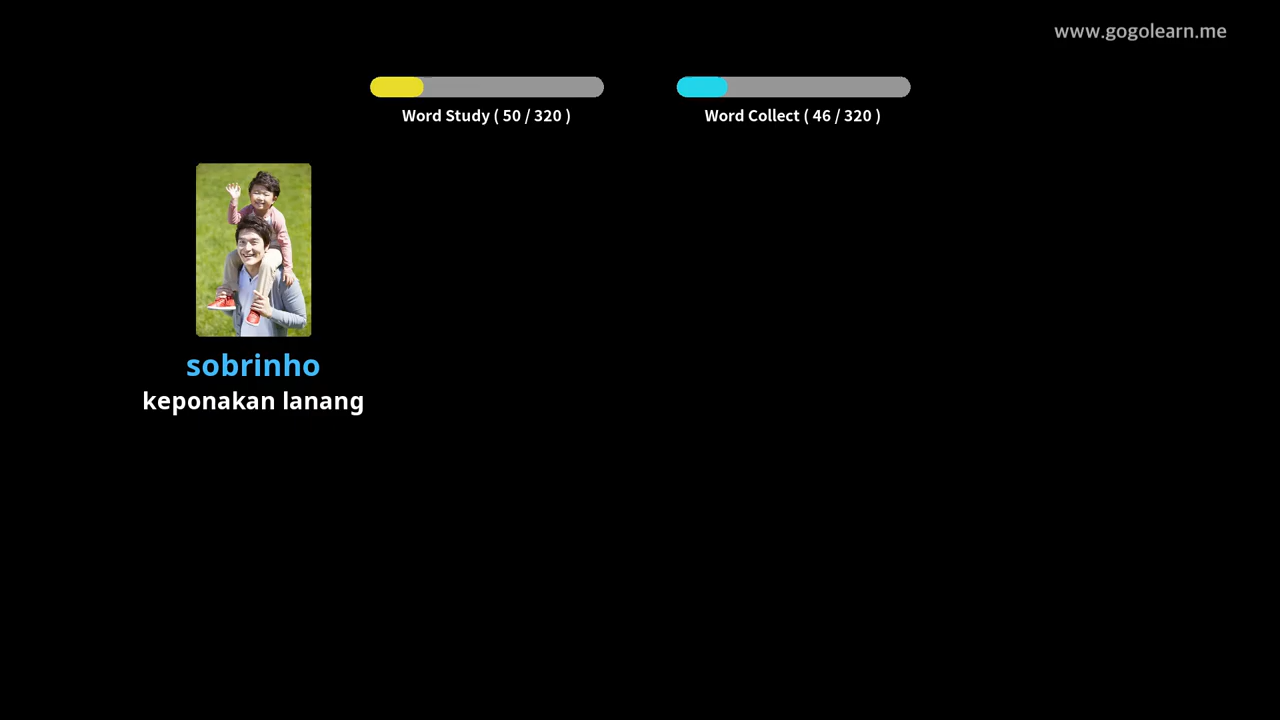 www.gogolearn.me
Word Study ( 50 / 320 )
Word Collect ( 46 / 320 )
sobrinho
keponakan lanang